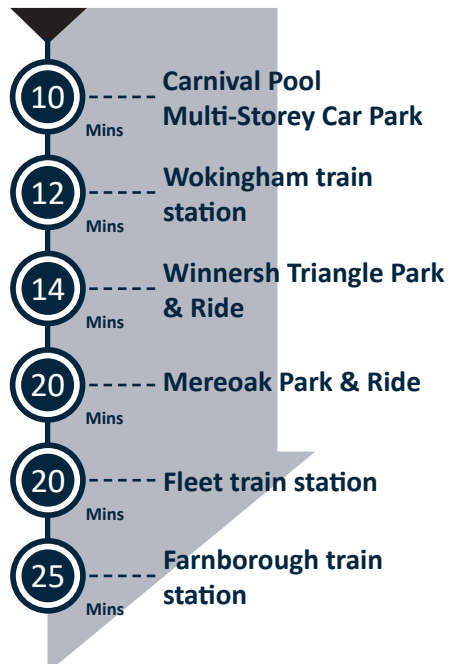 10
Mins
Carnival Pool
Multi-Storey Car Park
12
Mins
Wokingham train
station
14
Mins
Winnersh Triangle Park
& Ride
20
Mins
Mereoak Park & Ride
20
Mins
Fleet train station
25
Mins
Farnborough train
station